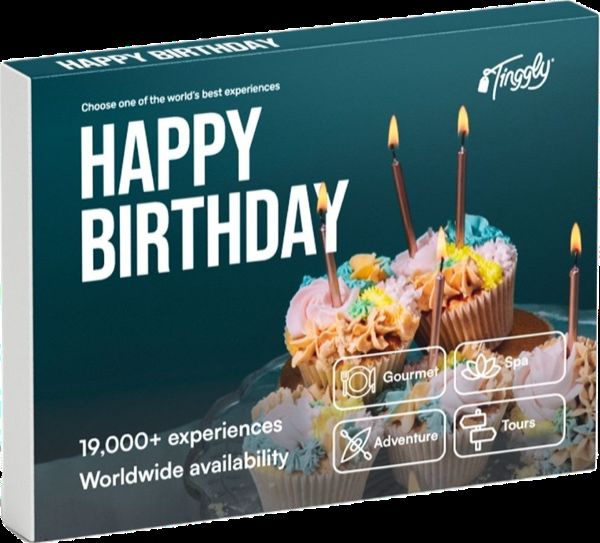 HAPPY BIRTHDAY
Tinggly
Choose one of the world's best experiences
HAPPY
BIRTHDAY
Gourmet
Spa
Adventure
Tours
19,000+ experiences
Worldwide availability